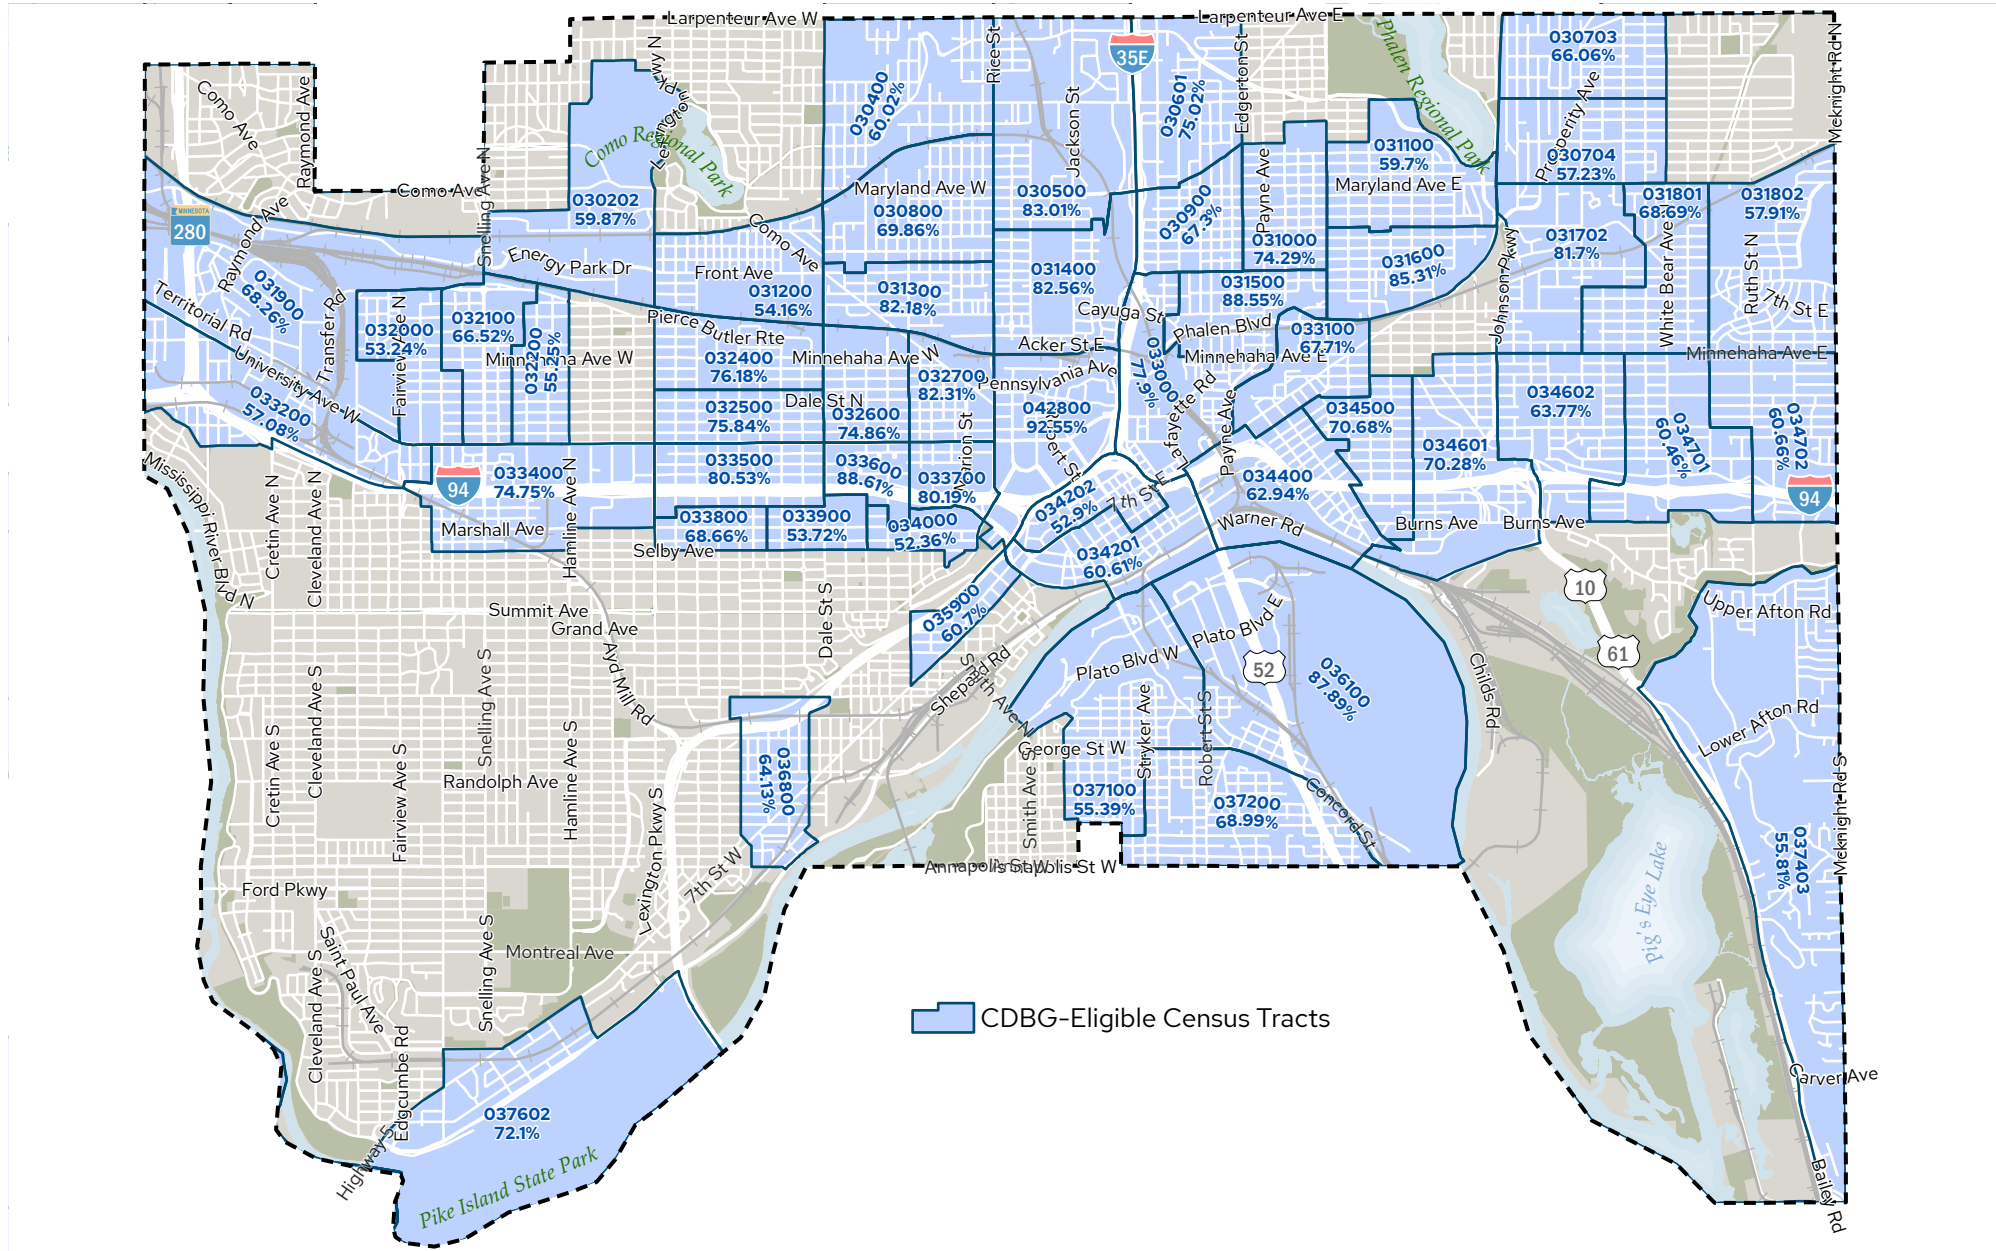 Larpenteur Ave W
Larpenteur Ave E
Mcknight Rd N
Rice St
35E
Edgerton St
Phalen Regional Park
030703
66.06%
Como Ave
Raymond Ave
Lexington Pkwy N
Como Regional Park
030400
60.02%
Jackson St
030601
75.02%
Prosperity Ave
031100
59.7%
030704
57.23%
Como Ave
Snelling Ave N
030202
59.87%
Maryland Ave W
030800
69.86%
030500
83.01%
030900
67.3%
Payne Ave
031000
74.29%
Maryland Ave E
031801
68.69%
031802
57.91%
MINNESOTA
280
Raymond Ave
Energy Park Dr
Como Ave
Front Ave
031200
54.16%
031300
82.18%
031400
82.56%
031500
88.55%
031600
85.31%
Johnson Pkwy
031702
81.7%
White Bear Ave N
Ruth St N
7th St E
Territorial Rd
031900
68.26%
Transfer Rd
032000
53.24%
Fairview Ave N
032100
66.52%
032200
55.25%
Minnehaha Ave W
Pierce Butler Rte
Minnehaha Ave W
Cayuga St
Phalen Blvd
033100
67.71%
Acker St E
Minnehaha Ave E
Minnehaha Ave E
University Ave W
032400
76.18%
032700
82.31%
Pennsylvania Ave
033000
77.9%
Lafayette Rd
033200
57.08%
Dale St N
032500
75.84%
032600
74.86%
Marion St
042800
92.55%
Robert St
Payne Ave
034500
70.68%
034602
63.77%
034701
60.46%
034702
60.66%
034601
70.28%
Mississippi River Blvd N
Cretin Ave N
Cleveland Ave N
94
033400
74.75%
Hamline Ave N
033500
80.53%
033600
88.61%
033700
80.19%
034202
52.9%
7th St E
034400
62.94%
94
Marshall Ave
033800
68.66%
033900
53.72%
034000
52.36%
Selby Ave
034201
60.61%
Warner Rd
Burns Ave
Burns Ave
10
Upper Afton Rd
Summit Ave
Grand Ave
Dale St S
035900
60.7%
Plato Blvd E
Plato Blvd W
52
61
Cleveland Ave S
Snelling Ave S
Ayd Mill Rd
Shepard Rd
Smith Ave N
036100
87.89%
Childs Rd
Lower Afton Rd
Cretin Ave S
Fairview Ave S
Randolph Ave
Hamline Ave S
Lexington Pkwy S
036800
64.13%
George St W
Stryker Ave
Robert St S
Smith Ave S
037100
55.39%
037200
68.99%
Concord St
Mcknight Rd S
037403
55.81%
Annapolis St W
Annapolis St W
Ford Pkwy
7th St W
Pig's Eye Lake
Saint Paul Ave
Cleveland Ave S
Snelling Ave S
Montreal Ave
CDBG-Eligible Census Tracts
Edgcumbe Rd
Carver Ave
037602
72.1%
Highway 5
Pike Island State Park
Bailey Rd